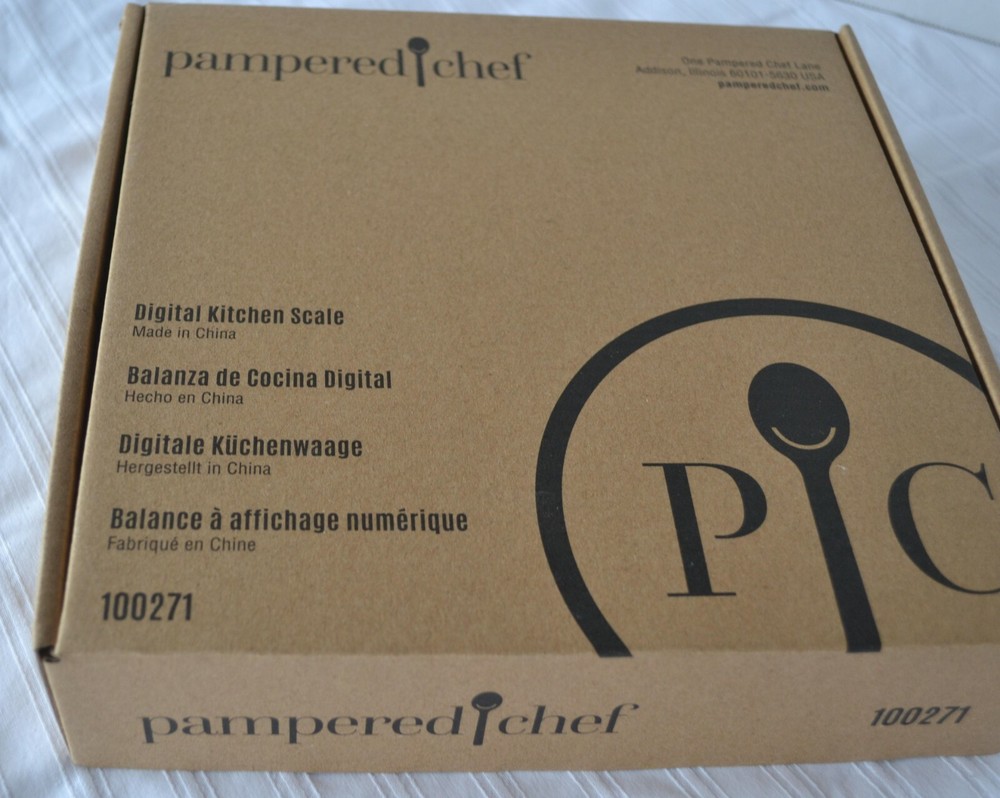 pampered chef
One Pampered Chef Lane
Addison, Illinois 60101-5630 USA
pamperedchef.com
Digital Kitchen Scale
Made in China
Balanza de Cocina Digital
Hecho en China
Digitale Küchenwaage
Hergestellt in China
Balance à affichage numérique
Fabriqué en Chine
100271
P C
pampered chef
100271